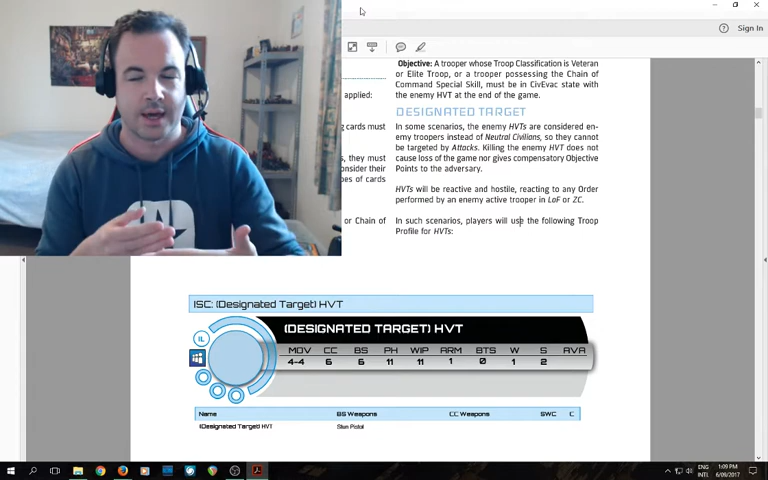 Sign In
Objective: A trooper whose Troop Classification is Veteran
or Elite Troop, or a trooper possessing the Chain of
Command Special Skill, must be in CivEvac state with
the enemy HVT at the end of the game.
applied:
DESIGNATED TARGET
g cards must
In some scenarios, the enemy HVTs are considered en-
emy troopers instead of Neutral Civilians, so they cannot
be targeted by Attacks. Killing the enemy HVT does not
cause loss of the game nor gives compensatory Objective
Points to the adversary.
s, they must
onsider their
pes of cards
HVTs will be reactive and hostile, reacting to any Order
performed by an enemy active trooper in LoF or ZC.
or Chain of
In such scenarios, players will use the following Troop
Profile for HVTs:
ISC: (Designated Target) HVT
(DESIGNATED TARGET) HVT
MOV CC BS PH WIP ARM BTS W S AVA
4-4 6 6 11 11 1 0 1 2
Name BS Weapons CC Weapons SWC C
(Designated Target) HVT Stun Pistol
ENG
INTL
1:09 PM
6/09/2017